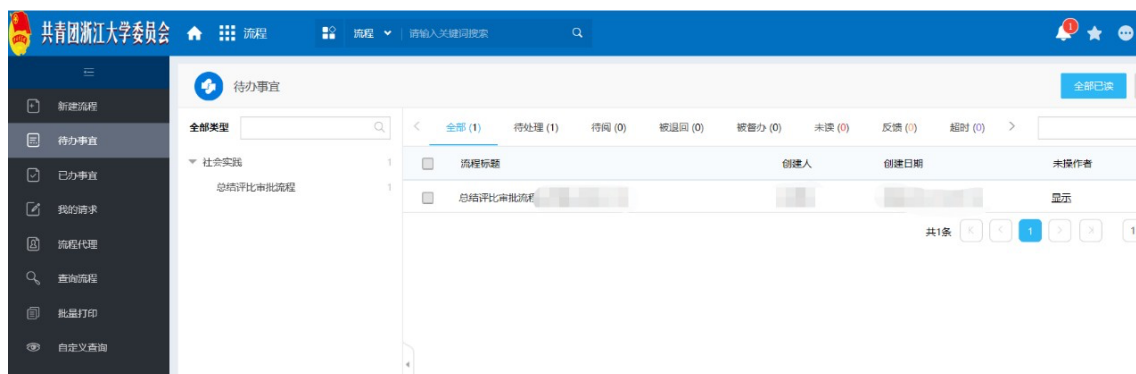 共青团浙江大学委员会 流程 流程 请输入关键词搜索 1
待办事宜 全部已读
新建流程
待办事宜
已办事宜
我的请求
流程代理
查询流程
批量打印
自定义查询
全部类型
社会实践 1
总结评比审批流程 1
全部 (1) 待处理 (1) 待阅 (0) 被退回 (0) 被督办 (0) 未读 (0) 反馈 (0) 超时 (0)
流程标题 创建人 创建日期 未操作者
总结评比审批流程 显示
共1条 1 1